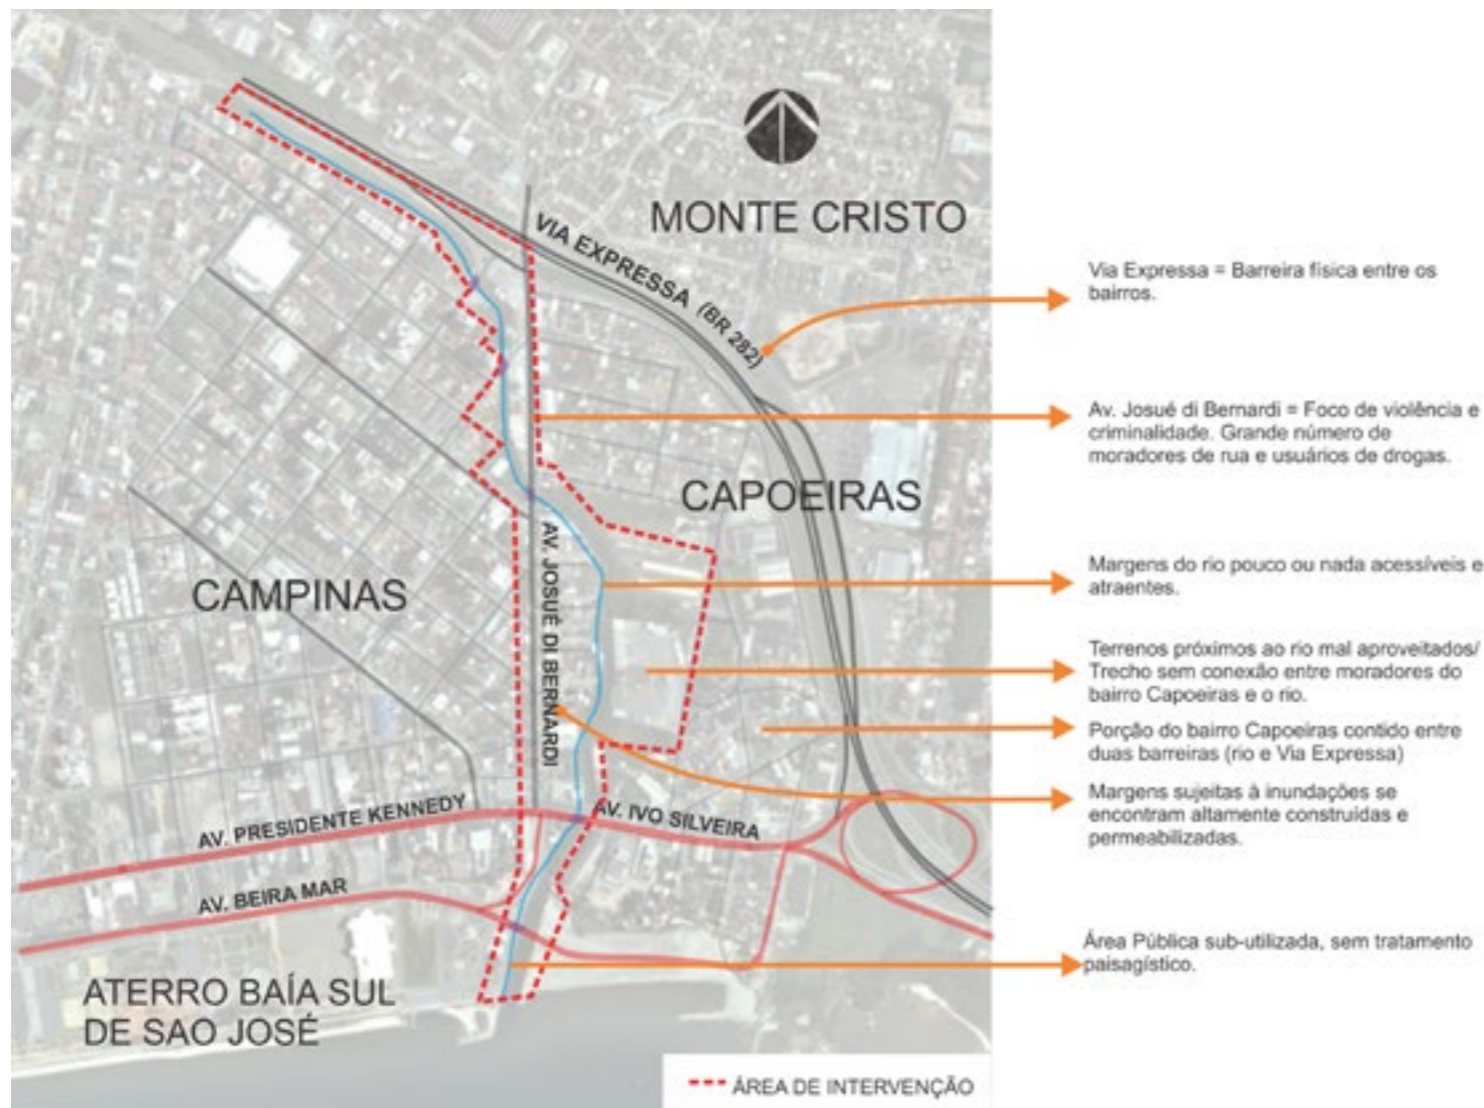 MONTE CRISTO
VIA EXPRESSA (BR 282)
Via Expressa = Barreira física entre os
bairros.
Av. Josué di Bernardi = Foco de violência e
criminalidade. Grande número de
moradores de rua e usuários de drogas.
CAPOEIRAS
AV. JOSUÉ DI BERNARDI
CAMPINAS
Margens do rio pouco ou nada acessíveis e
atraentes.
Terrenos próximos ao rio mal aproveitados/
Trecho sem conexão entre moradores do
bairro Capoeiras e o rio.
Porção do bairro Capoeiras contido entre
duas barreiras (rio e Via Expressa)
Margens sujeitas à inundações se
encontram altamente construídas e
permeabilizadas.
AV. PRESIDENTE KENNEDY
AV. IVO SILVEIRA
AV. BEIRA MAR
Área Pública sub-utilizada, sem tratamento
paisagístico.
ATERRO BAÍA SUL
DE SAO JOSÉ
ÁREA DE INTERVENÇÃO